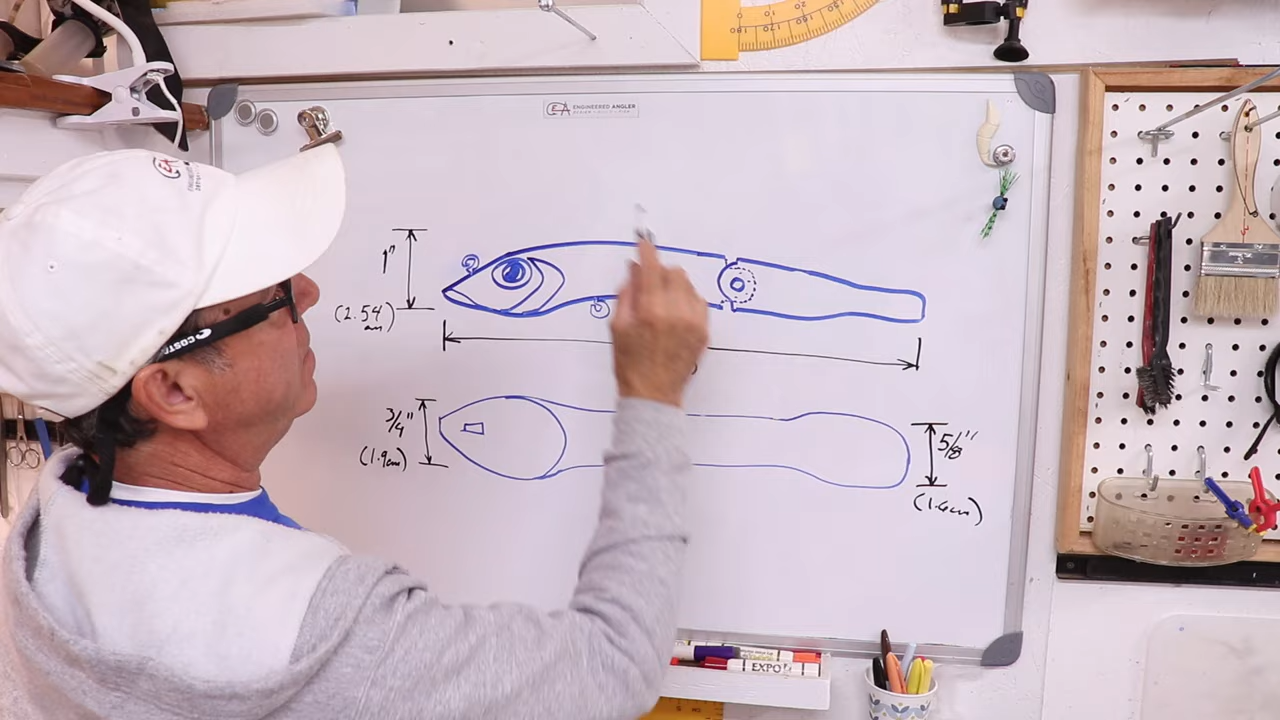 ENGINEERED ANGLER
1"
(2.54
cm)
3/4"
(1.9cm)
5/8"
(1.6cm)
COSTA
EXPO